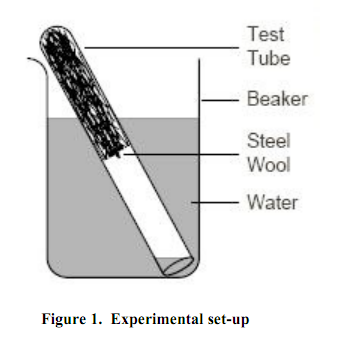 Test
Tube
Beaker
Steel
Wool
Water
Figure 1. Experimental set-up